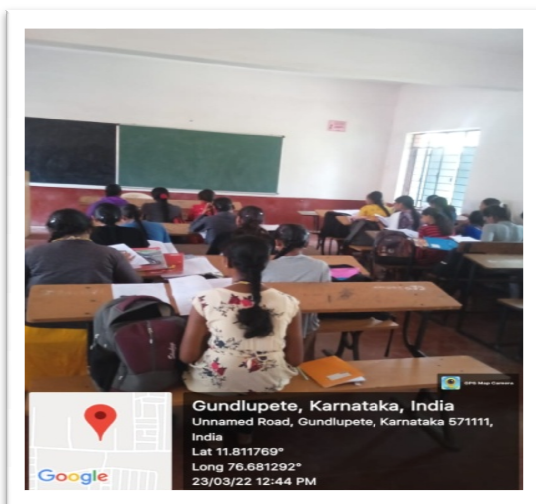 GPS Map Camera
Gundlupete, Karnataka, India
Unnamed Road, Gundlupete, Karnataka 571111,
India
Lat 11.811769°
Long 76.681292°
23/03/22 12:44 PM
Google